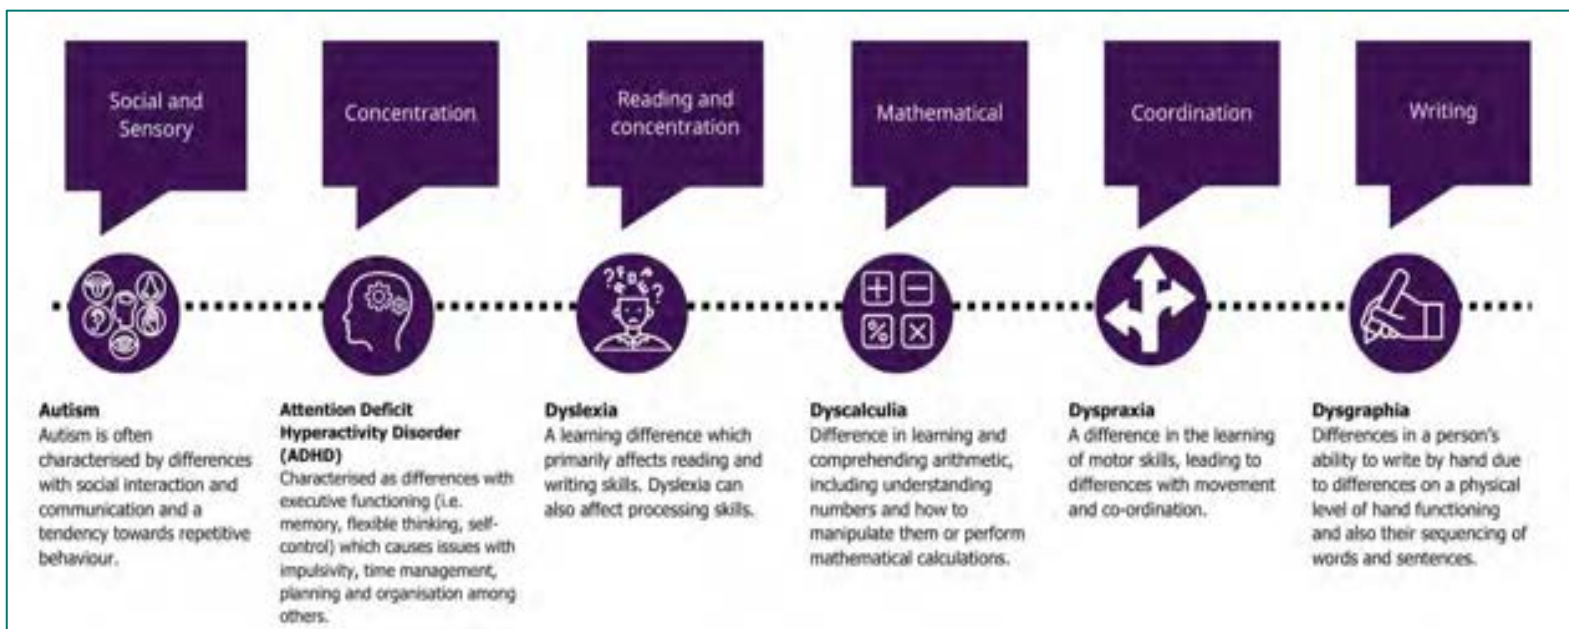 Social and
Sensory
Concentration
Reading and
concentration
Mathematical
Coordination
Writing
Autism
Autism is often
characterised by differences
with social interaction and
communication and a
tendency towards repetitive
behaviour.
Attention Deficit
Hyperactivity Disorder
(ADHD)
Characterised as differences with
executive functioning (i.e.
memory, flexible thinking, self-
control) which causes issues with
impulsivity, time management,
planning and organisation among
others.
Dyslexia
A learning difference which
primarily affects reading and
writing skills. Dyslexia can
also affect processing skills.
Dyscalculia
Difference in learning and
comprehending arithmetic,
including understanding
numbers and how to
manipulate them or perform
mathematical calculations.
Dyspraxia
A difference in the learning
of motor skills, leading to
differences with movement
and co-ordination.
Dysgraphia
Differences in a person's
ability to write by hand due
to differences on a physical
level of hand functioning
and also their sequencing of
words and sentences.